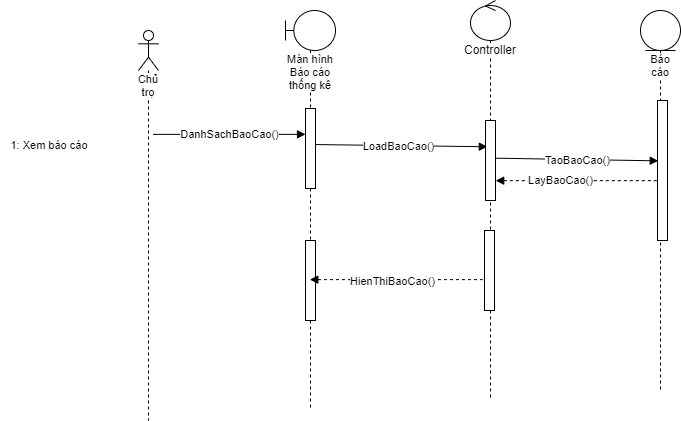 Chủ
trọ
Màn hình
Báo cáo
thống kê
Controller
Báo
cáo
1: Xem báo cáo
DanhSachBaoCao()
LoadBaoCao()
TaoBaoCao()
LayBaoCao()
HienThiBaoCao()